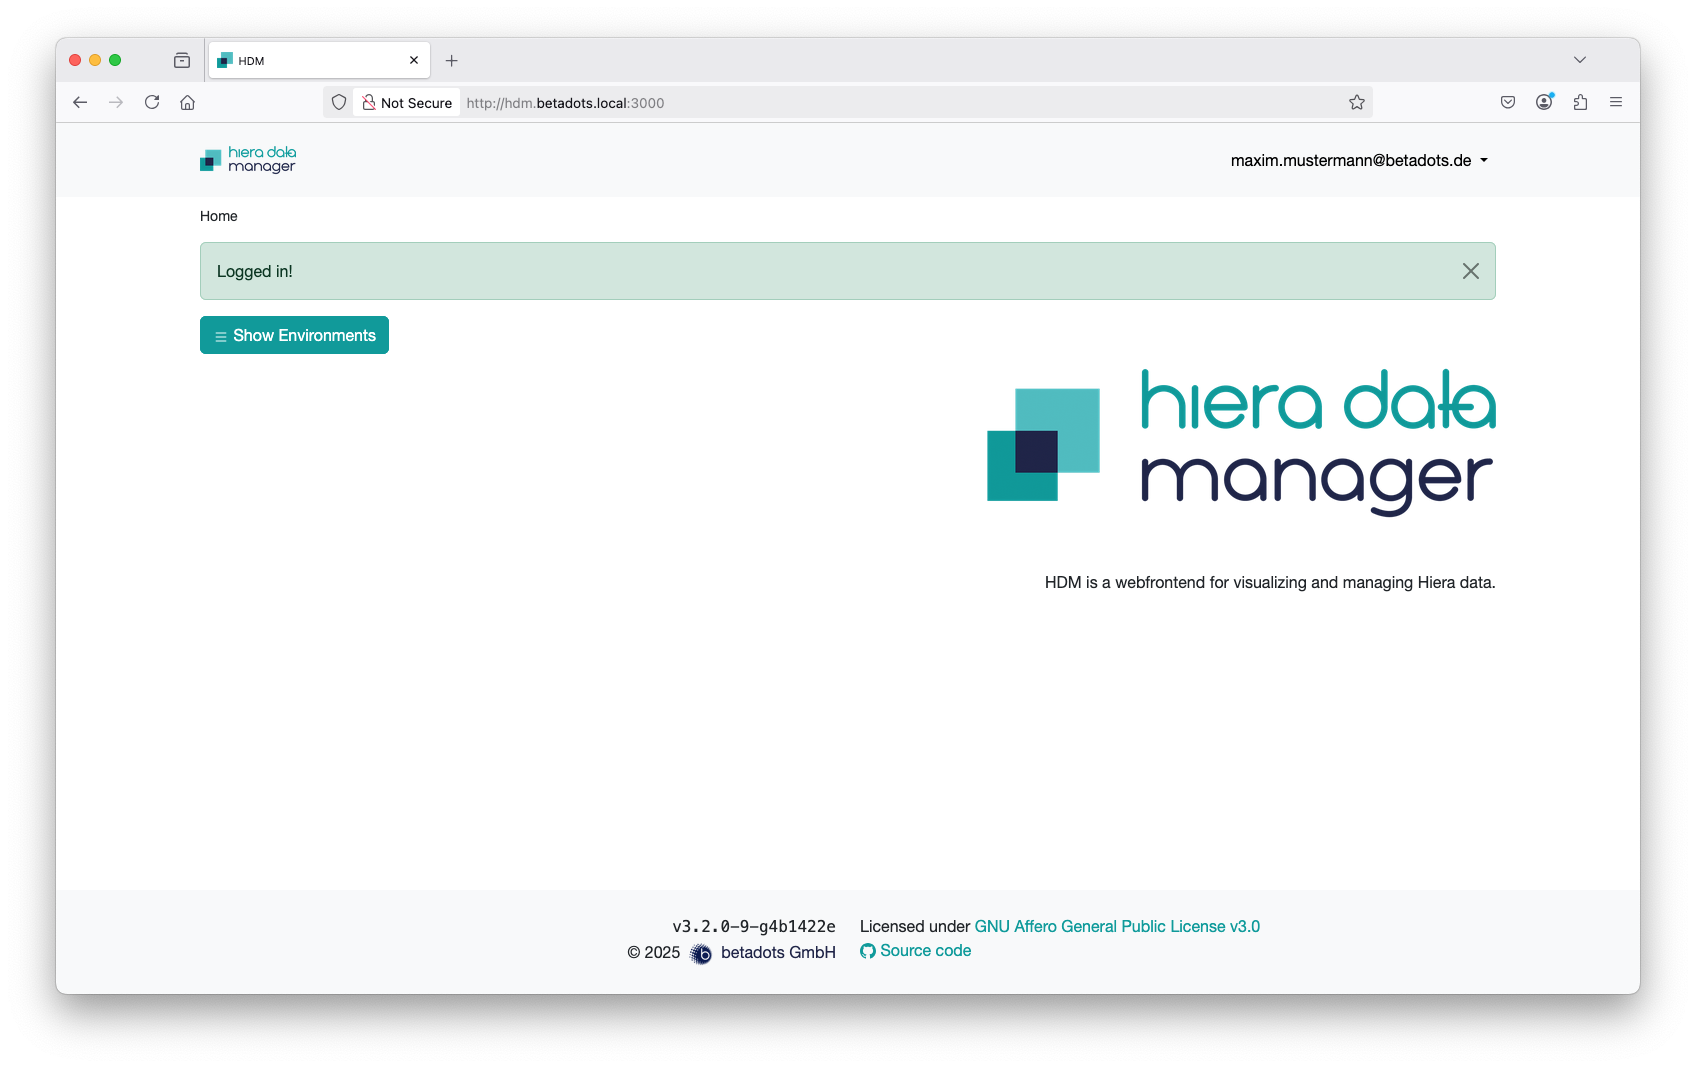 HDM
Not Secure http://hdm.betadots.local:3000
hiera data
manager
maxim.mustermann@betadots.de
Home
Logged in!
Show Environments
hiera data
manager
HDM is a webfrontend for visualizing and managing Hiera data.
v3.2.0-9-g4b1422e
© 2025 b betadots GmbH
Licensed under GNU Affero General Public License v3.0
Source code